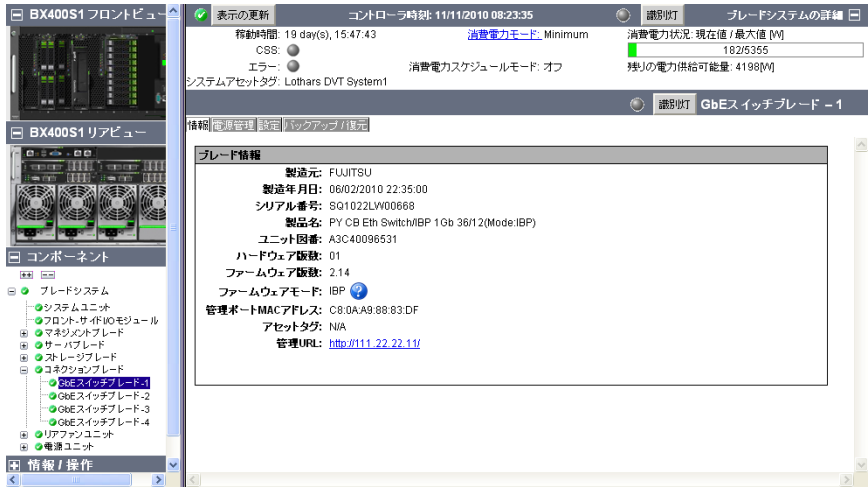 BX400S1 フロントビュー
BX400S1 リアビュー
コンポーネント
ブレードシステム
システムユニット
フロント-サイドI/Oモジュール
マネジメントブレード
サーバブレード
ストレージブレード
コネクションブレード
GbEスイッチブレード-1
GbEスイッチブレード-2
GbEスイッチブレード-3
GbEスイッチブレード-4
リアファンユニット
電源ユニット
情報 / 操作
表示の更新 コントローラ時刻: 11/11/2010 08:23:35 識別灯 ブレードシステムの詳細
稼動時間: 19 day(s), 15:47:43 消費電力モード: Minimum 消費電力状況: 現在値 / 最大値 [W]
CSS: 182/5355
エラー: 消費電力スケジュールモード: オフ 残りの電力供給可能量: 4198[W]
システムアセットタグ: Lothars DVT System1
識別灯 GbEスイッチブレード – 1
情報 電源管理 設定 バックアップ / 復元
ブレード情報
製造元: FUJITSU
製造年月日: 06/02/2010 22:35:00
シリアル番号: SQ1022LW00668
製品名: PY CB Eth Switch/IBP 1Gb 36/12(Mode:IBP)
ユニット図番: A3C40096531
ハードウェア版数: 01
ファームウェア版数: 2.14
ファームウェアモード: IBP ?
管理ポートMACアドレス: C8:0A:A9:88:83:DF
アセットタグ: N/A
管理URL: http://111.22.22.11/